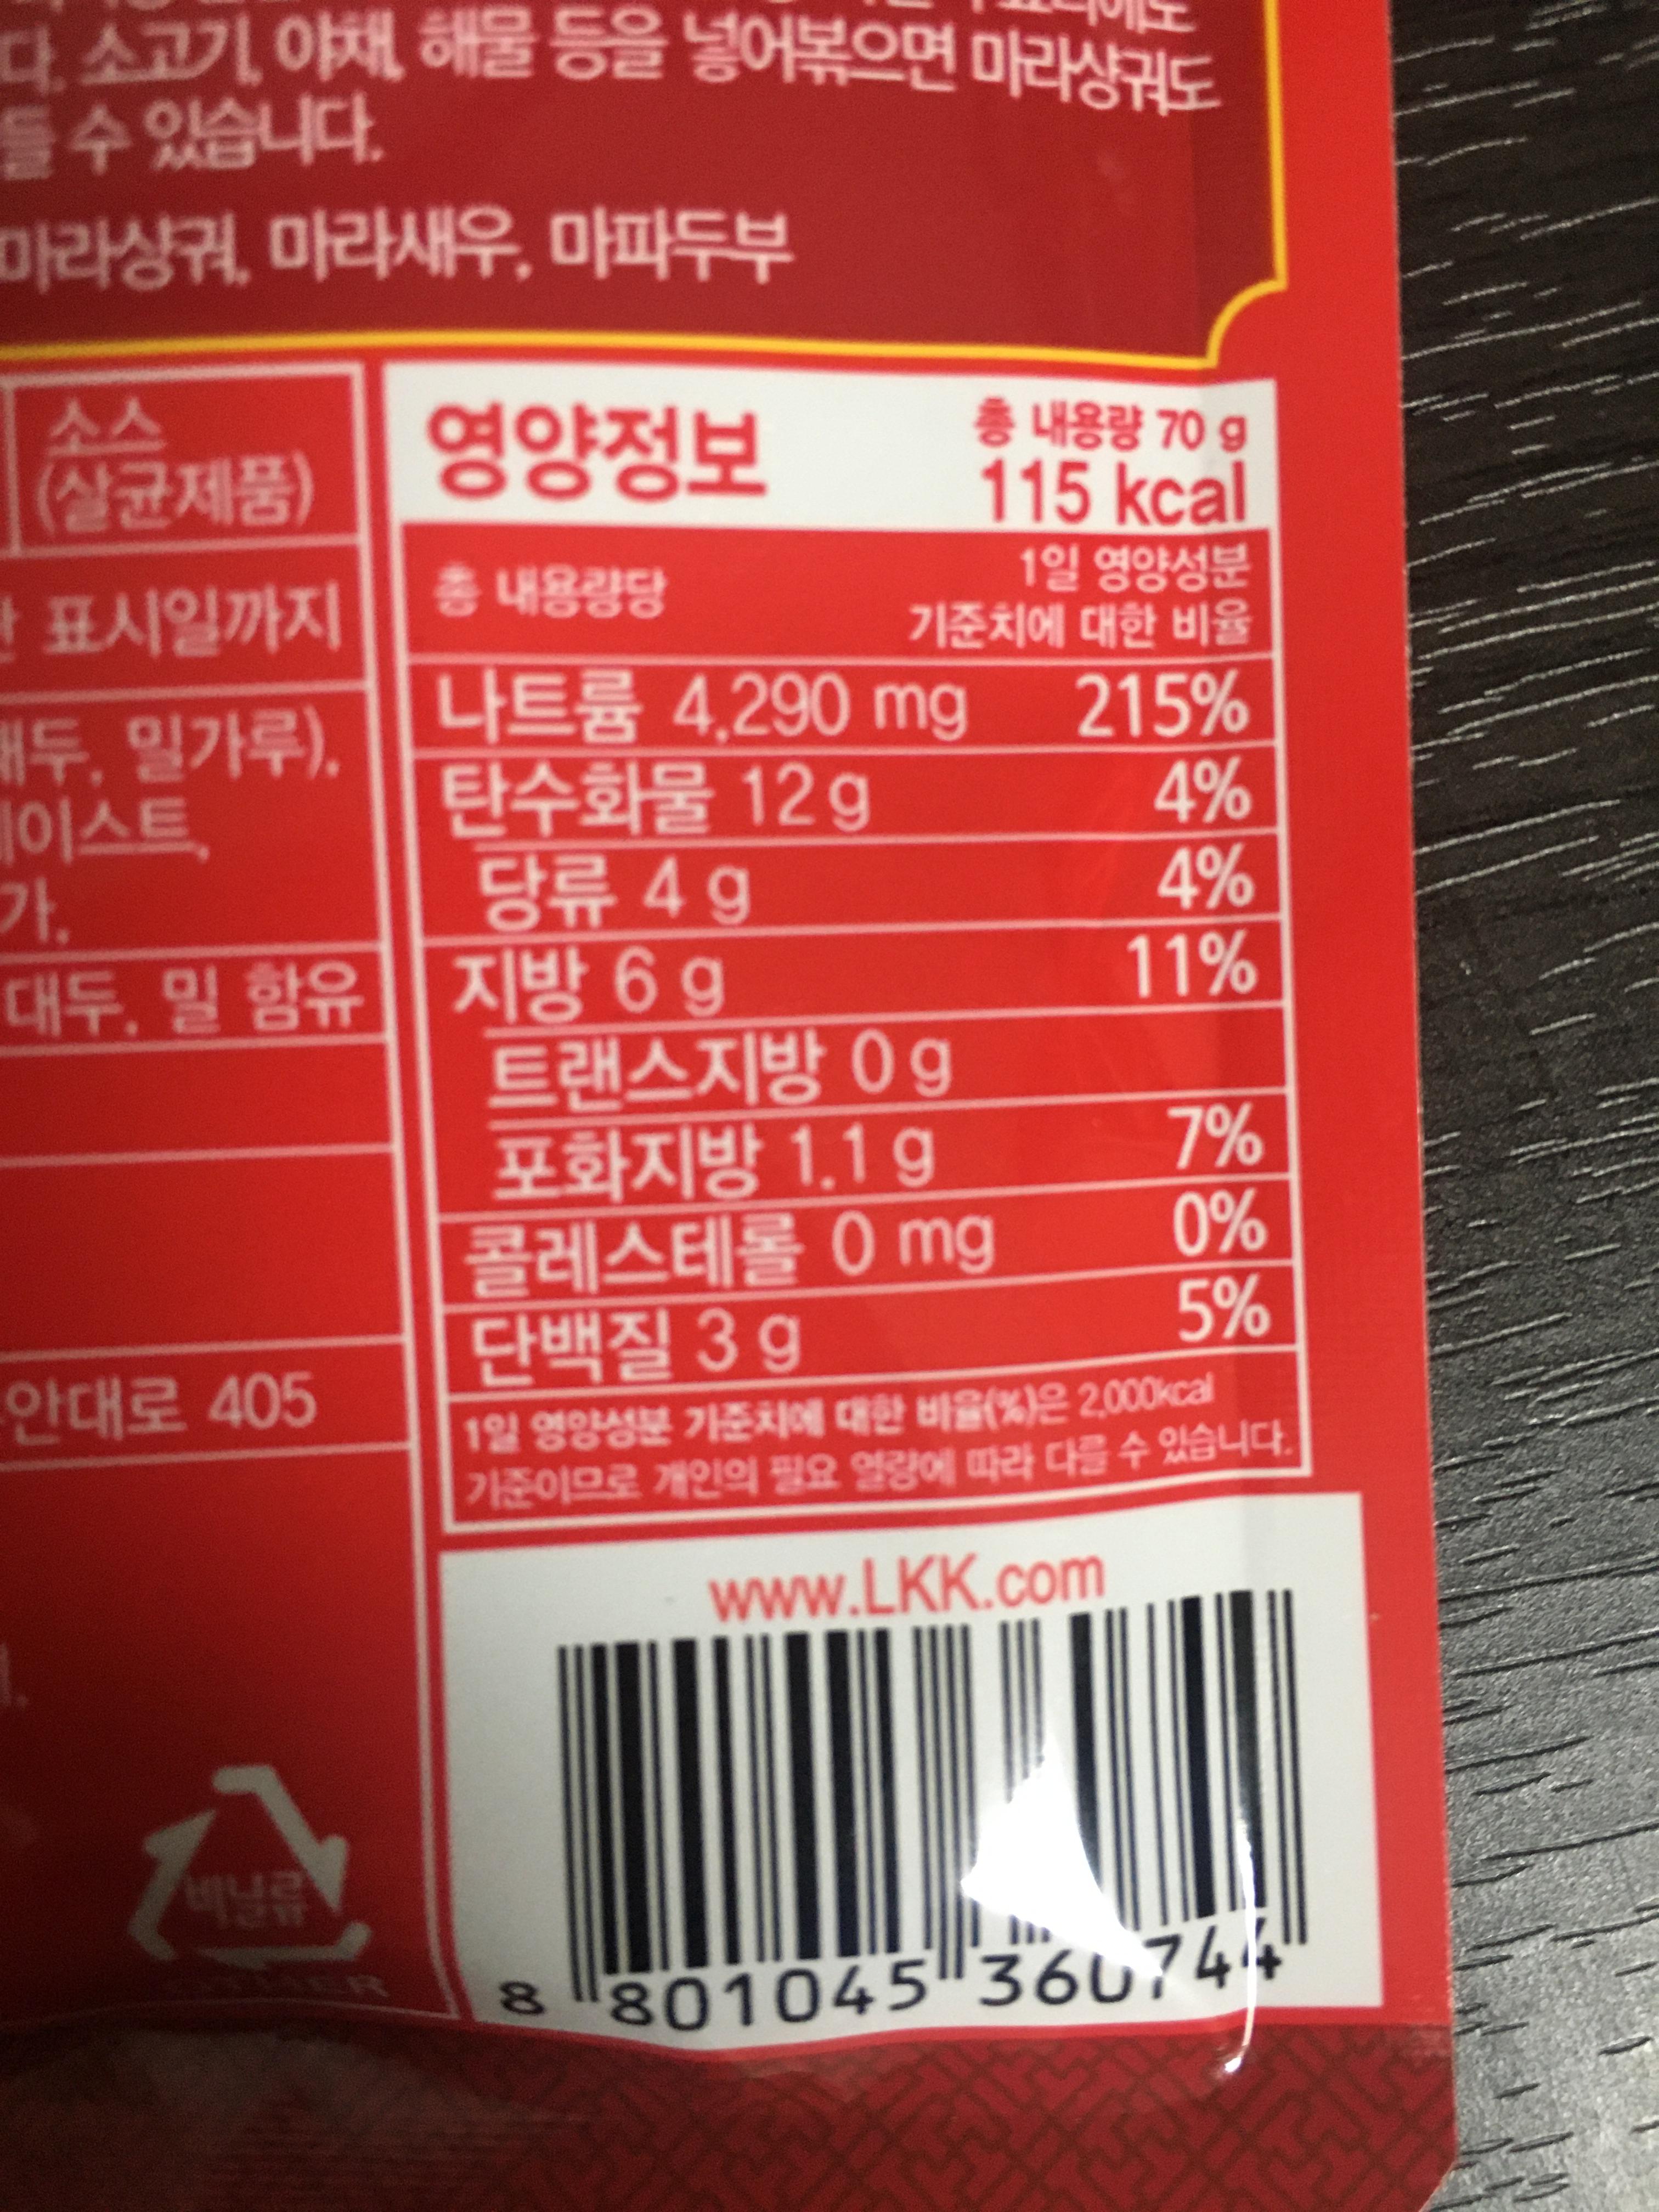 다. 소고기, 야채, 해물 등을 넣어볶으면 마라샹궈도
들 수 있습니다.
마라샹궈, 마라새우, 마파두부
소스
(살균제품)
표시일까지
밀가루),
이스트,
가.
대두, 밀 함유
안대로 405
영양정보
총 내용량 70 g
115 kcal
총 내용량당
1일 영양성분
기준치에 대한 비율
나트륨 4,290 mg 215%
탄수화물 12 g 4%
당류 4 g 4%
지방 6 g 11%
트랜스지방 0 g
포화지방 1.1 g 7%
콜레스테롤 0 mg 0%
단백질 3 g 5%
1일 영양성분 기준치에 대한 비율(%)은 2,000kcal
기준이므로 개인의 필요 열량에 따라 다를 수 있습니다.
www.LKK.com
비닐류
8 801045 360744